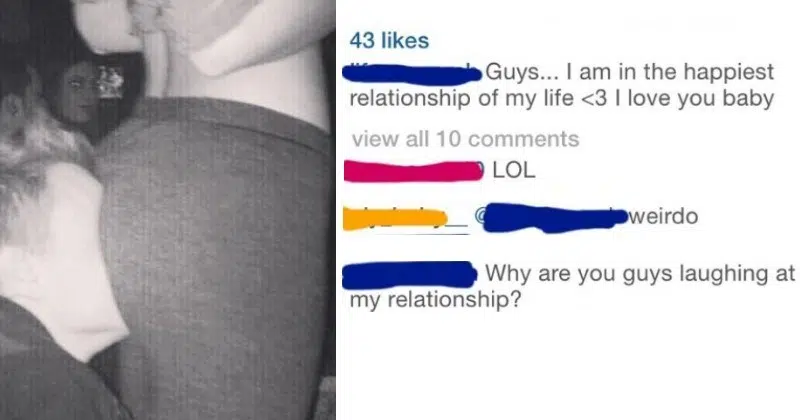 43 likes
Guys... I am in the happiest
relationship of my life <3 I love you baby
view all 10 comments
LOL
@ weirdo
Why are you guys laughing at
my relationship?